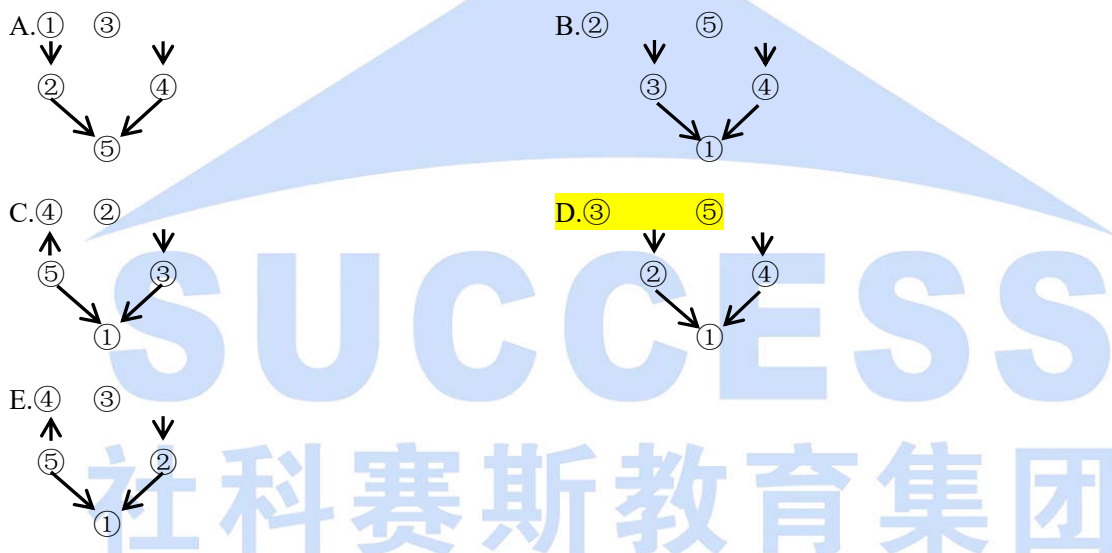 A.① ③
② ④
⑤
B.② ⑤
③ ④
①
C.④ ②
⑤ ③
①
D.③ ⑤
② ④
①
E.④ ③
⑤ ②
①
SUCCESS
社科赛斯教育集团